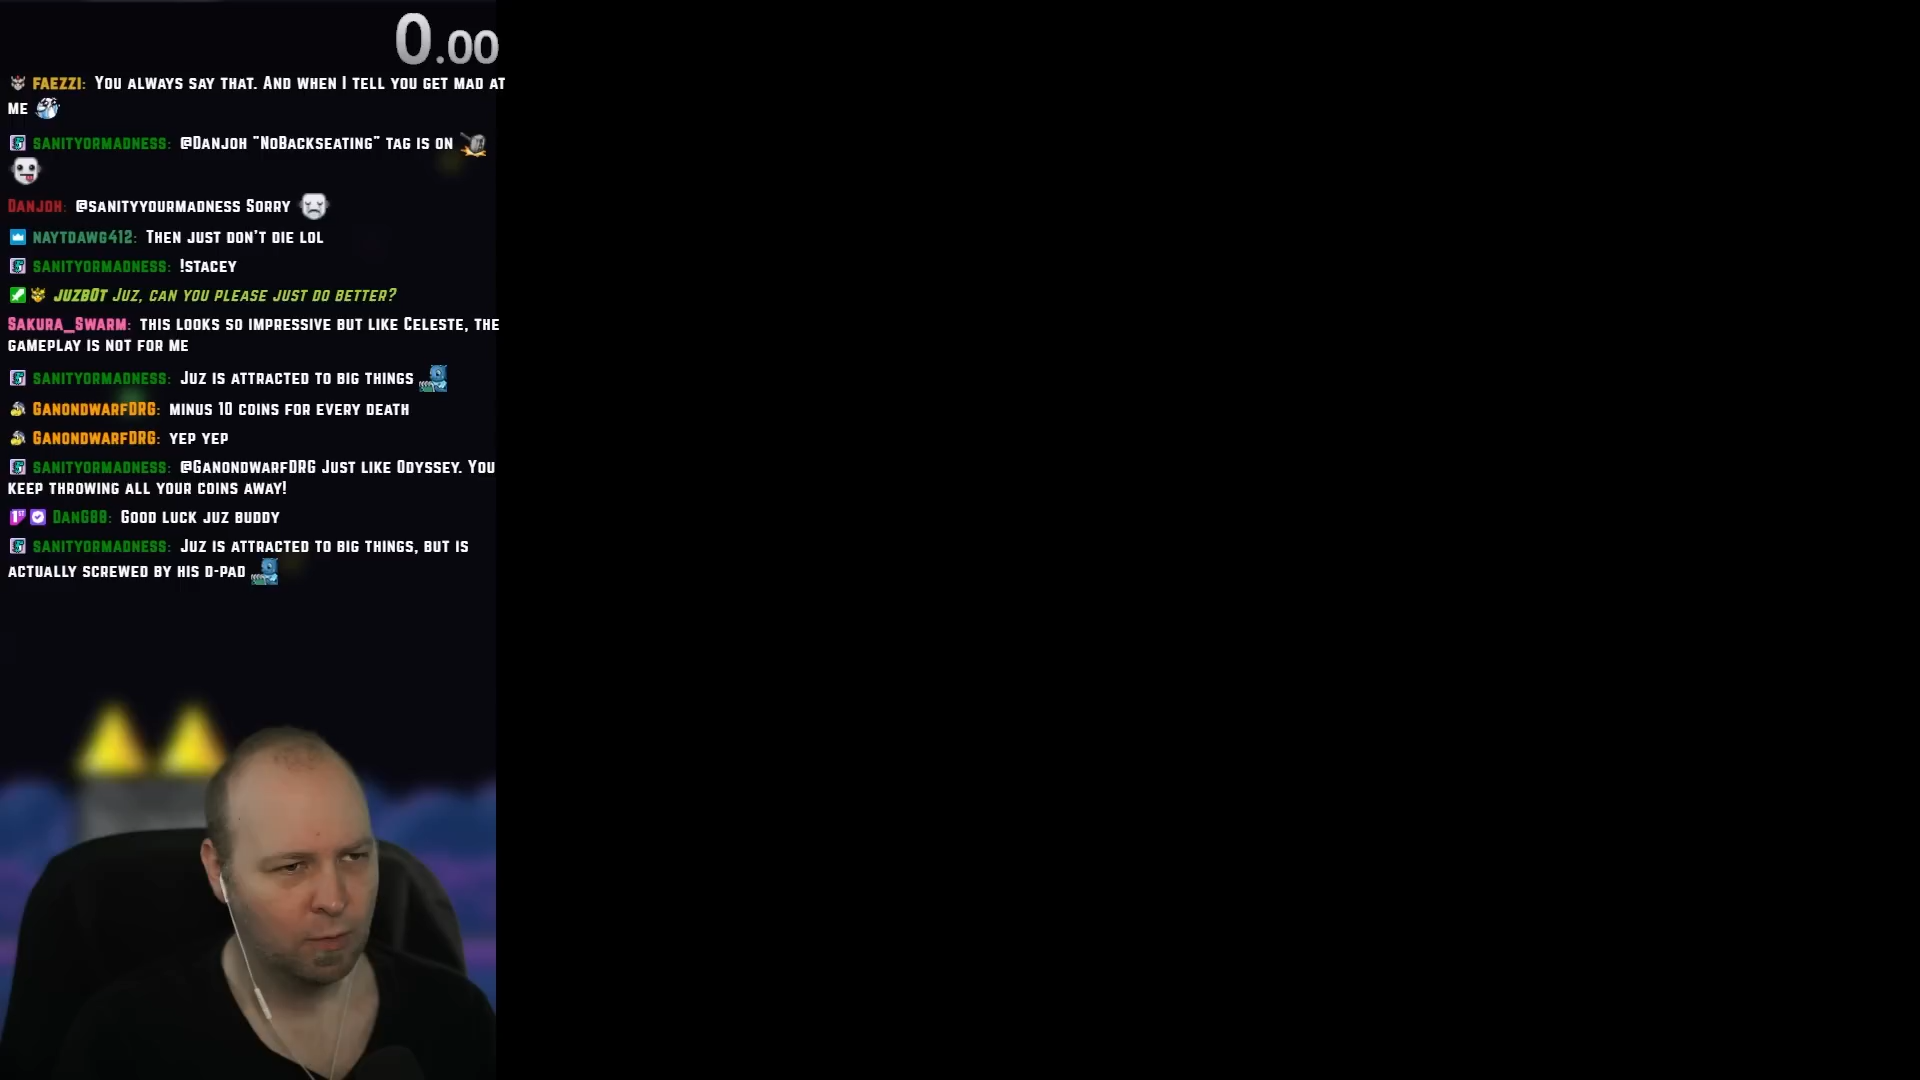 0.00
FAEZZI: YOU ALWAYS SAY THAT. AND WHEN I TELL YOU GET MAD AT
ME
SANITYORMADNESS: @DANJOH "NOBACKSEATING" TAG IS ON
DANJOH: @SANITYYOURMADNESS SORRY
NAYTDAWG412: THEN JUST DON'T DIE LOL
SANITYORMADNESS: !STACEY
JUZB0T JUZ, CAN YOU PLEASE JUST DO BETTER?
SAKURA_SWARM: THIS LOOKS SO IMPRESSIVE BUT LIKE CELESTE, THE
GAMEPLAY IS NOT FOR ME
SANITYORMADNESS: JUZ IS ATTRACTED TO BIG THINGS
GANONDWARFDRG: MINUS 10 COINS FOR EVERY DEATH
GANONDWARFDRG: YEP YEP
SANITYORMADNESS: @GANONDWARFDRG JUST LIKE ODYSSEY. YOU
KEEP THROWING ALL YOUR COINS AWAY!
DANG88: GOOD LUCK JUZ BUDDY
SANITYORMADNESS: JUZ IS ATTRACTED TO BIG THINGS, BUT IS
ACTUALLY SCREWED BY HIS D-PAD